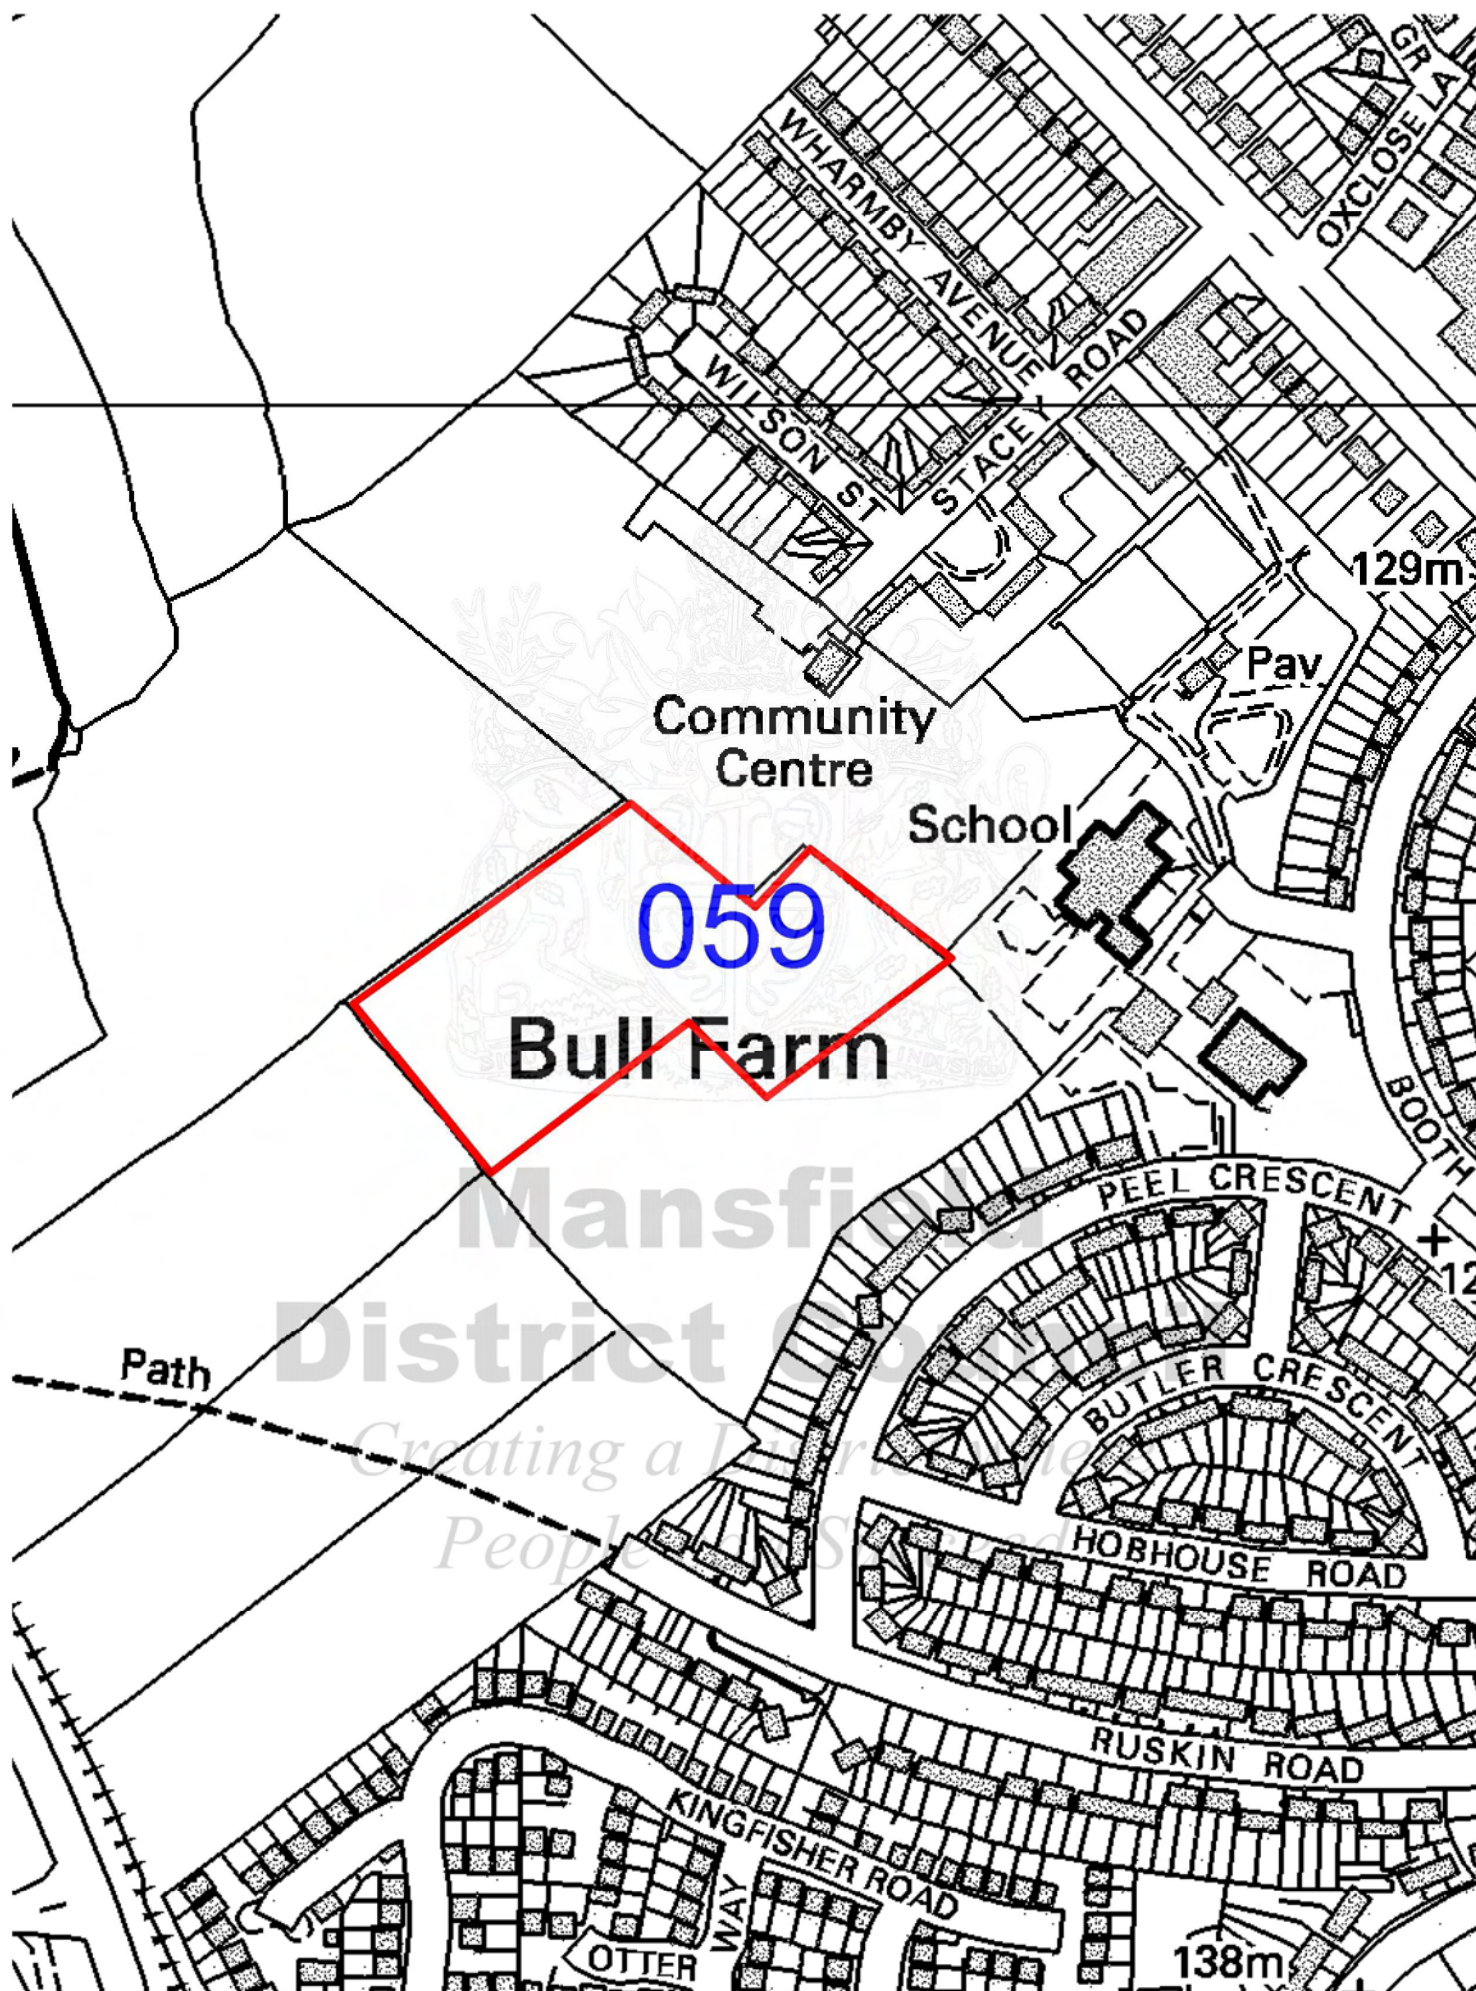 GR A
OXCLOSE LA
WHARMBY AVENUE
STACEY ROAD
WILSON ST
129m
Pav
Community
Centre
School
059
Bull Farm
BOOTH
PEEL CRESCENT
Mansfield
District Council
Path
BUTLER CRESCENT
Creating a District where
People can Succeed
HOBHOUSE ROAD
RUSKIN ROAD
KINGFISHER ROAD
OTTER WAY
138m